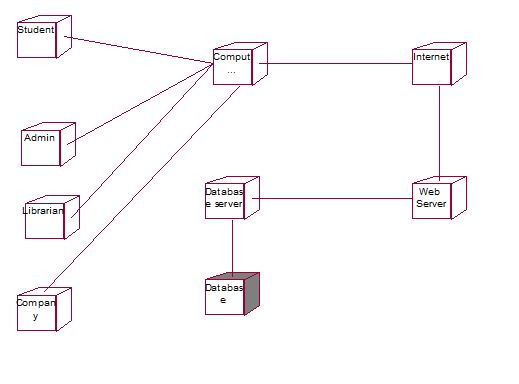 Student
Comput
...
Internet
Admin
Librarian
Databas
e server
Web
Server
Compan
y
Databas
e